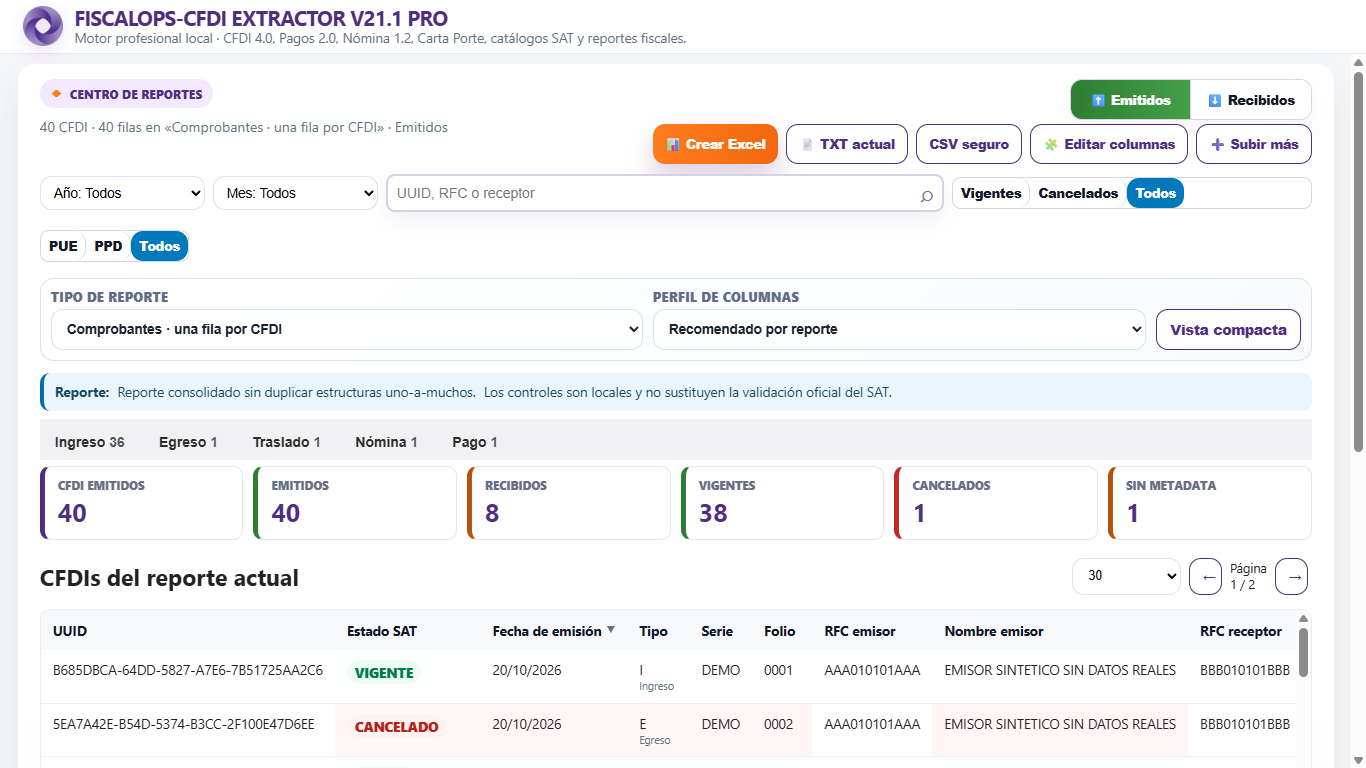 FISCALOPS-CFDI EXTRACTOR V21.1 PRO
Motor profesional local · CFDI 4.0, Pagos 2.0, Nómina 1.2, Carta Porte, catálogos SAT y reportes fiscales.
CENTRO DE REPORTES
Emitidos Recibidos
40 CFDI · 40 filas en «Comprobantes · una fila por CFDI» · Emitidos
Crear Excel TXT actual CSV seguro Editar columnas Subir más
Año: Todos Mes: Todos UUID, RFC o receptor Vigentes Cancelados Todos
PUE PPD Todos
TIPO DE REPORTE PERFIL DE COLUMNAS
Comprobantes · una fila por CFDI Recomendado por reporte Vista compacta
Reporte: Reporte consolidado sin duplicar estructuras uno-a-muchos. Los controles son locales y no sustituyen la validación oficial del SAT.
Ingreso 36 Egreso 1 Traslado 1 Nómina 1 Pago 1
CFDI EMITIDOS EMITIDOS RECIBIDOS VIGENTES CANCELADOS SIN METADATA
40 40 8 38 1 1
CFDIs del reporte actual 30 ← Página 1 / 2 →
UUID Estado SAT Fecha de emisión ▼ Tipo Serie Folio RFC emisor Nombre emisor RFC receptor
B685DBCA-64DD-5827-A7E6-7B51725AA2C6 VIGENTE 20/10/2026 I DEMO 0001 AAA010101AAA EMISOR SINTETICO SIN DATOS REALES BBB010101BBB
Ingreso
5EA7A42E-B54D-5374-B3CC-2F100E47D6EE CANCELADO 20/10/2026 E DEMO 0002 AAA010101AAA EMISOR SINTETICO SIN DATOS REALES BBB010101BBB
Egreso